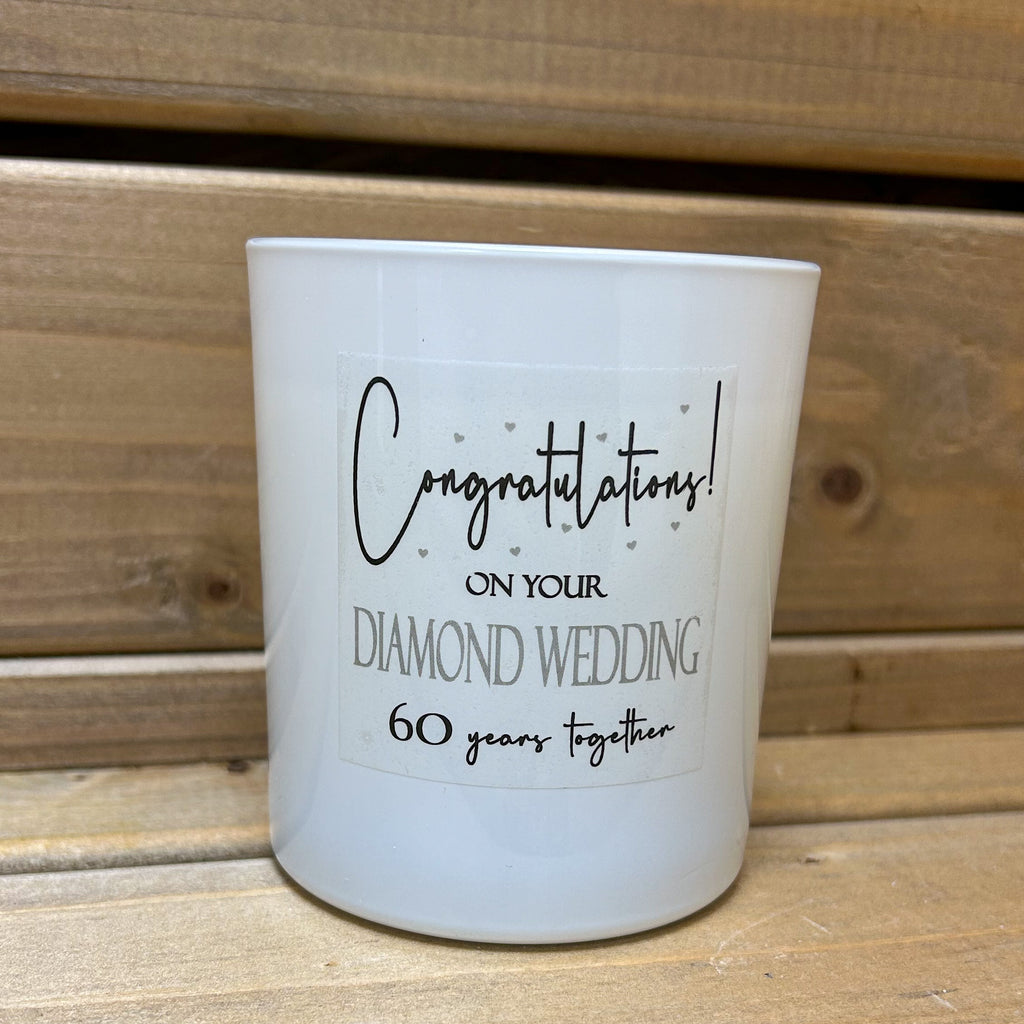 Congratulations!
ON YOUR
DIAMOND WEDDING
60 years together